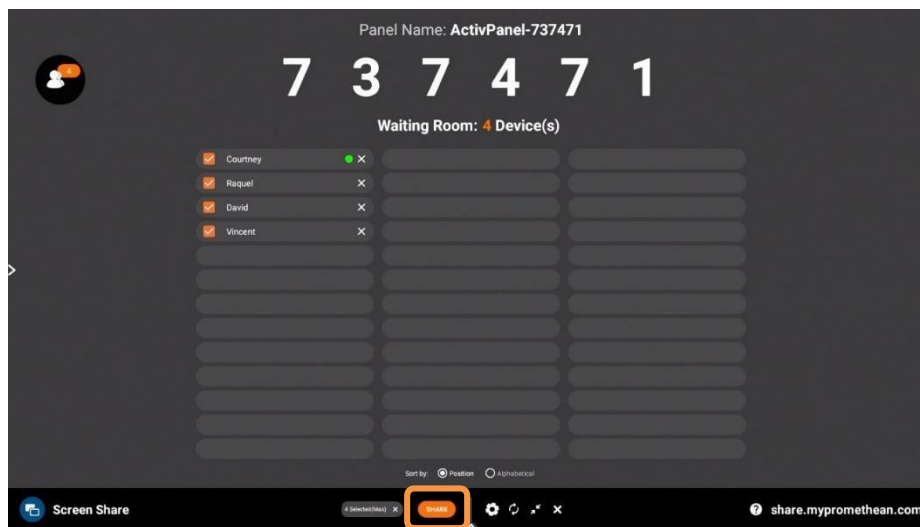 Panel Name: ActivPanel-737471
4
7 3 7 4 7 1
Waiting Room: 4 Device(s)
Courtney
Raquel
David
Vincent
Sort by: Position Alphabetical
Screen Share 4 Selected(Max) SHARE share.mypromethean.com